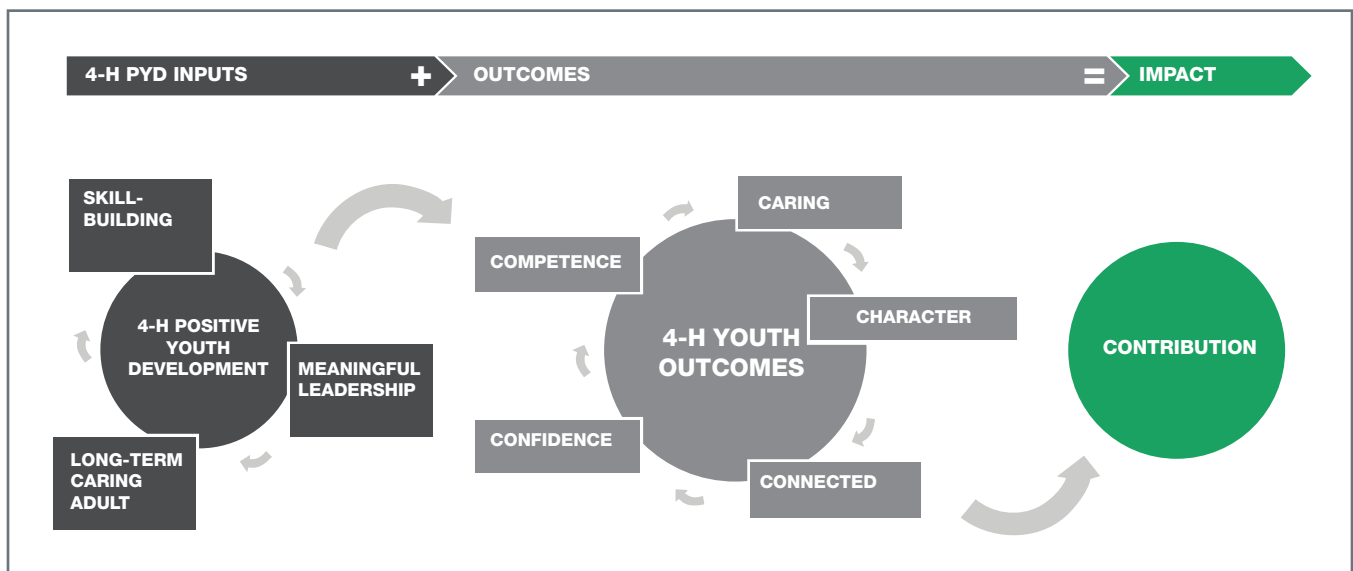 4-H PYD INPUTS + OUTCOMES = IMPACT
SKILL-
BUILDING
4-H POSITIVE
YOUTH
DEVELOPMENT
MEANINGFUL
LEADERSHIP
LONG-TERM
CARING
ADULT
CARING
COMPETENCE
CHARACTER
4-H YOUTH
OUTCOMES
CONFIDENCE
CONNECTED
CONTRIBUTION